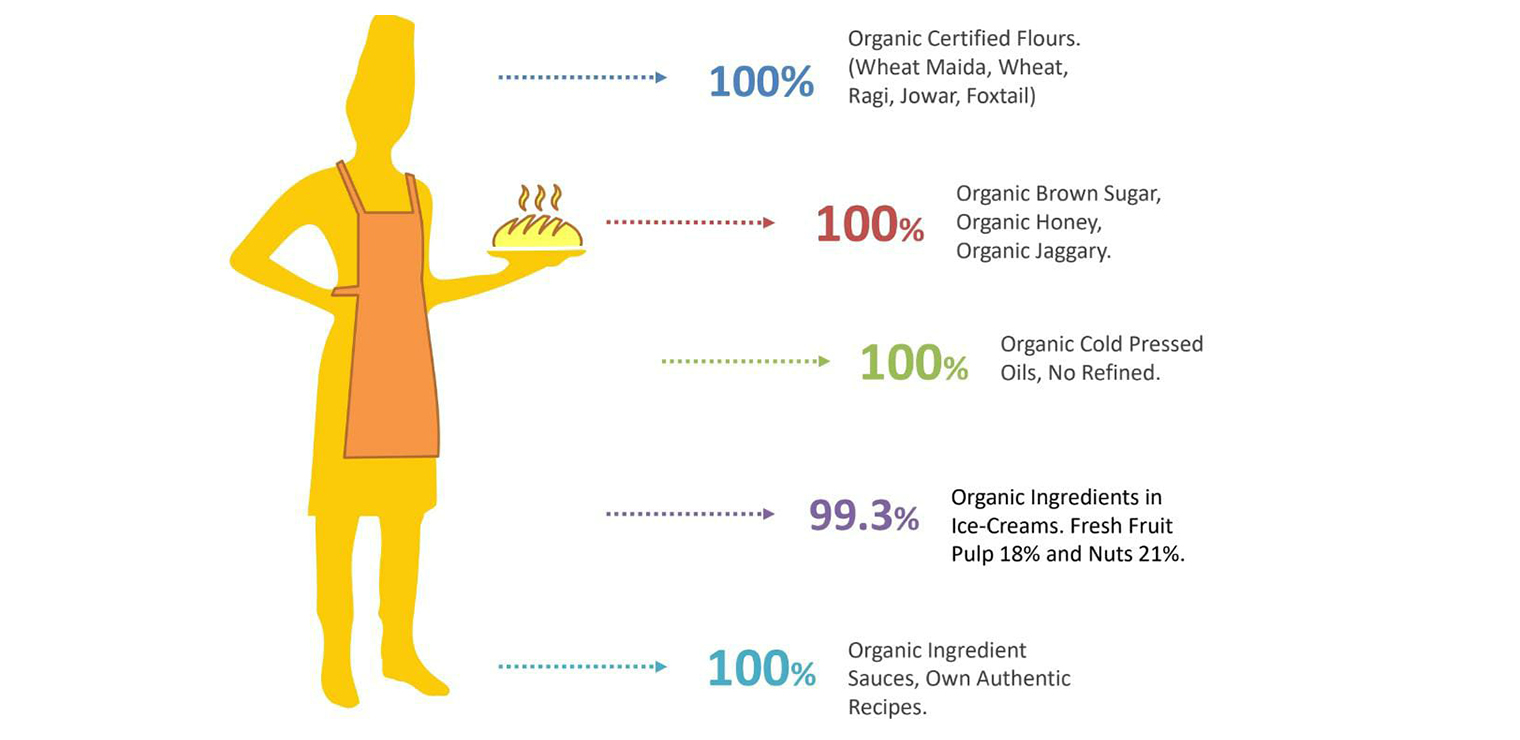 100%
Organic Certified Flours.
(Wheat Maida, Wheat,
Ragi, Jowar, Foxtail)
100%
Organic Brown Sugar,
Organic Honey,
Organic Jaggary.
100%
Organic Cold Pressed
Oils, No Refined.
99.3%
Organic Ingredients in
Ice-Creams. Fresh Fruit
Pulp 18% and Nuts 21%.
100%
Organic Ingredient
Sauces, Own Authentic
Recipes.